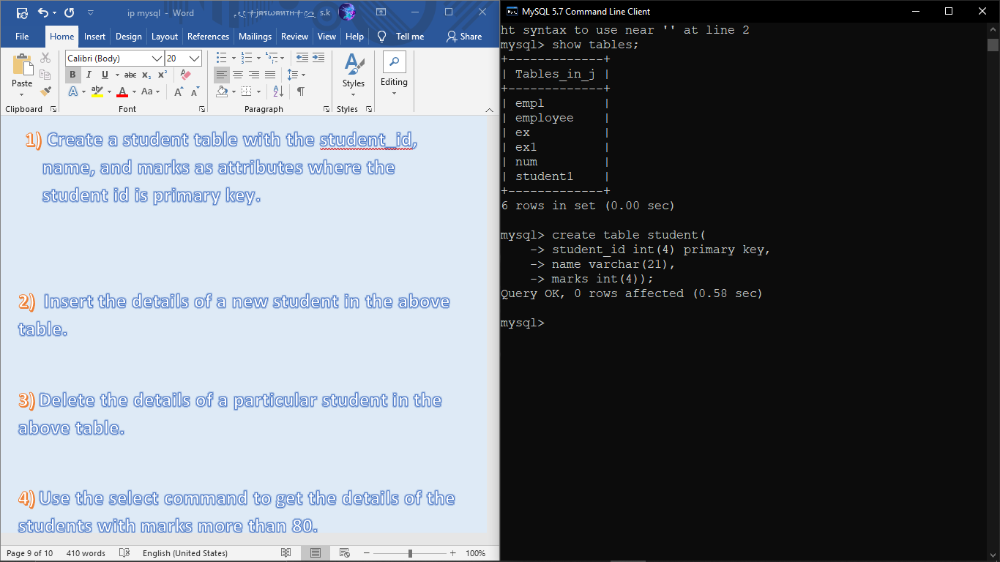 ip mysql - Word
s.k
File Home Insert Design Layout References Mailings Review View Help Tell me Share
Calibri (Body) 20
Paste
B I U abc x₂ x²
A ab A Aa A A
Styles
Editing
Clipboard Font Paragraph Styles
1) Create a student table with the student_id,
name, and marks as attributes where the
student id is primary key.
2) Insert the details of a new student in the above
table.
3) Delete the details of a particular student in the
above table.
4) Use the select command to get the details of the
students with marks more than 80.
Page 9 of 10 410 words English (United States) 100%
MySQL 5.7 Command Line Client
ht syntax to use near '' at line 2
mysql> show tables;
+-------------+
| Tables_in_j |
+-------------+
| empl |
| employee |
| ex |
| ex1 |
| num |
| student1 |
+-------------+
6 rows in set (0.00 sec)
mysql> create table student(
-> student_id int(4) primary key,
-> name varchar(21),
-> marks int(4));
Query OK, 0 rows affected (0.58 sec)
mysql>